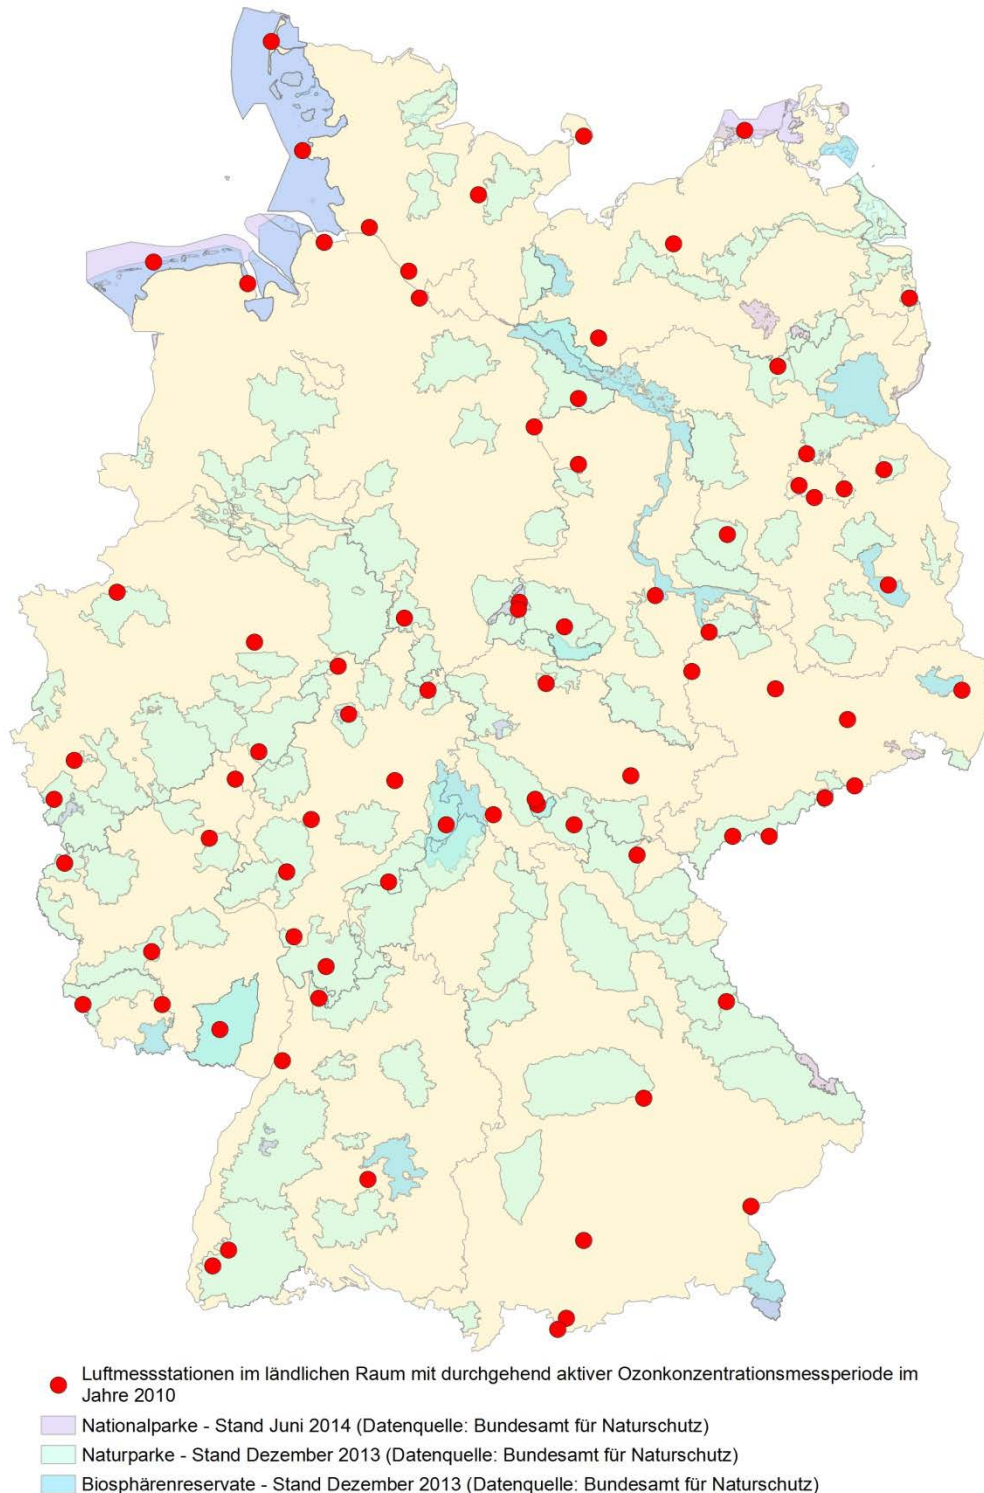 Luftmessstationen im ländlichen Raum mit durchgehend aktiver Ozonkonzentrationsmessperiode im
Jahre 2010
Nationalparke - Stand Juni 2014 (Datenquelle: Bundesamt für Naturschutz)
Naturparke - Stand Dezember 2013 (Datenquelle: Bundesamt für Naturschutz)
Biosphärenreservate - Stand Dezember 2013 (Datenquelle: Bundesamt für Naturschutz)